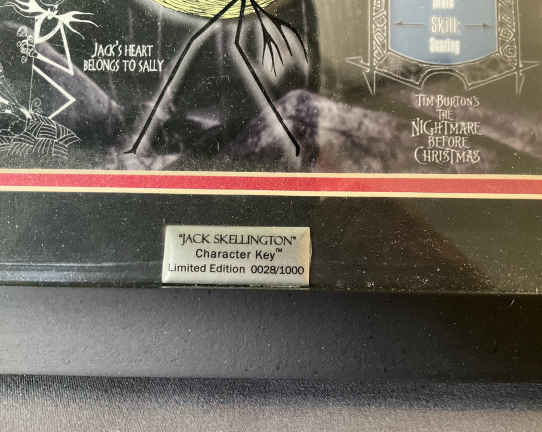 JACK'S HEART
BELONGS TO SALLY
SKILL:
Scaring
TIM BURTON'S
THE
NIGHTMARE
BEFORE
CHRISTMAS
"JACK SKELLINGTON"
Character Key™
Limited Edition 0028/1000